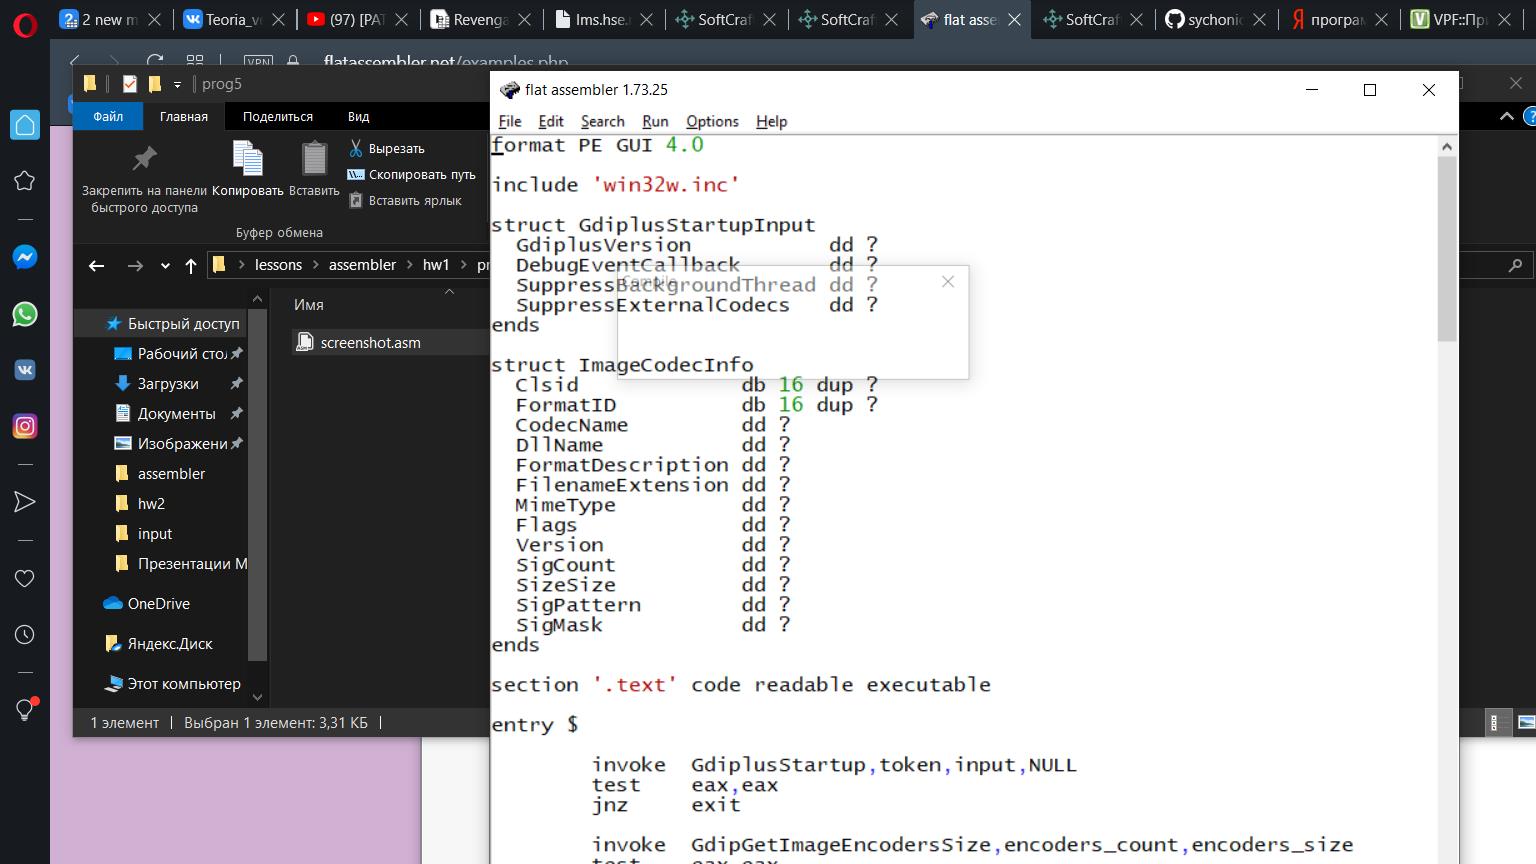 2 new m
Teoria_v
(97) [PAT
Revenga
lms.hse.r
SoftCraf
SoftCraf
flat asse
SoftCraf
sychonic
програм
VPF::При
VPN
flatassembler.net/examples.php
prog5
Файл
Главная
Поделиться
Вид
Закрепить на панели
быстрого доступа
Копировать
Вставить
Вырезать
Скопировать путь
Вставить ярлык
Буфер обмена
lessons
assembler
hw1
pr
Имя
screenshot.asm
Быстрый доступ
Рабочий стол
Загрузки
Документы
Изображени
assembler
hw2
input
Презентации М
OneDrive
Яндекс.Диск
Этот компьютер
1 элемент
Выбран 1 элемент: 3,31 КБ
flat assembler 1.73.25
File Edit Search Run Options Help
format PE GUI 4.0
include 'win32w.inc'
struct GdiplusStartupInput
GdiplusVersion dd ?
DebugEventCallback dd ?
Compile
SuppressBackgroundThread dd ?
SuppressExternalCodecs dd ?
ends
struct ImageCodecInfo
Clsid db 16 dup ?
FormatID db 16 dup ?
CodecName dd ?
DllName dd ?
FormatDescription dd ?
FilenameExtension dd ?
MimeType dd ?
Flags dd ?
Version dd ?
SigCount dd ?
SizeSize dd ?
SigPattern dd ?
SigMask dd ?
ends
section '.text' code readable executable
entry $
invoke GdiplusStartup,token,input,NULL
test eax,eax
jnz exit
invoke GdipGetImageEncodersSize,encoders_count,encoders_size
test eax,eax